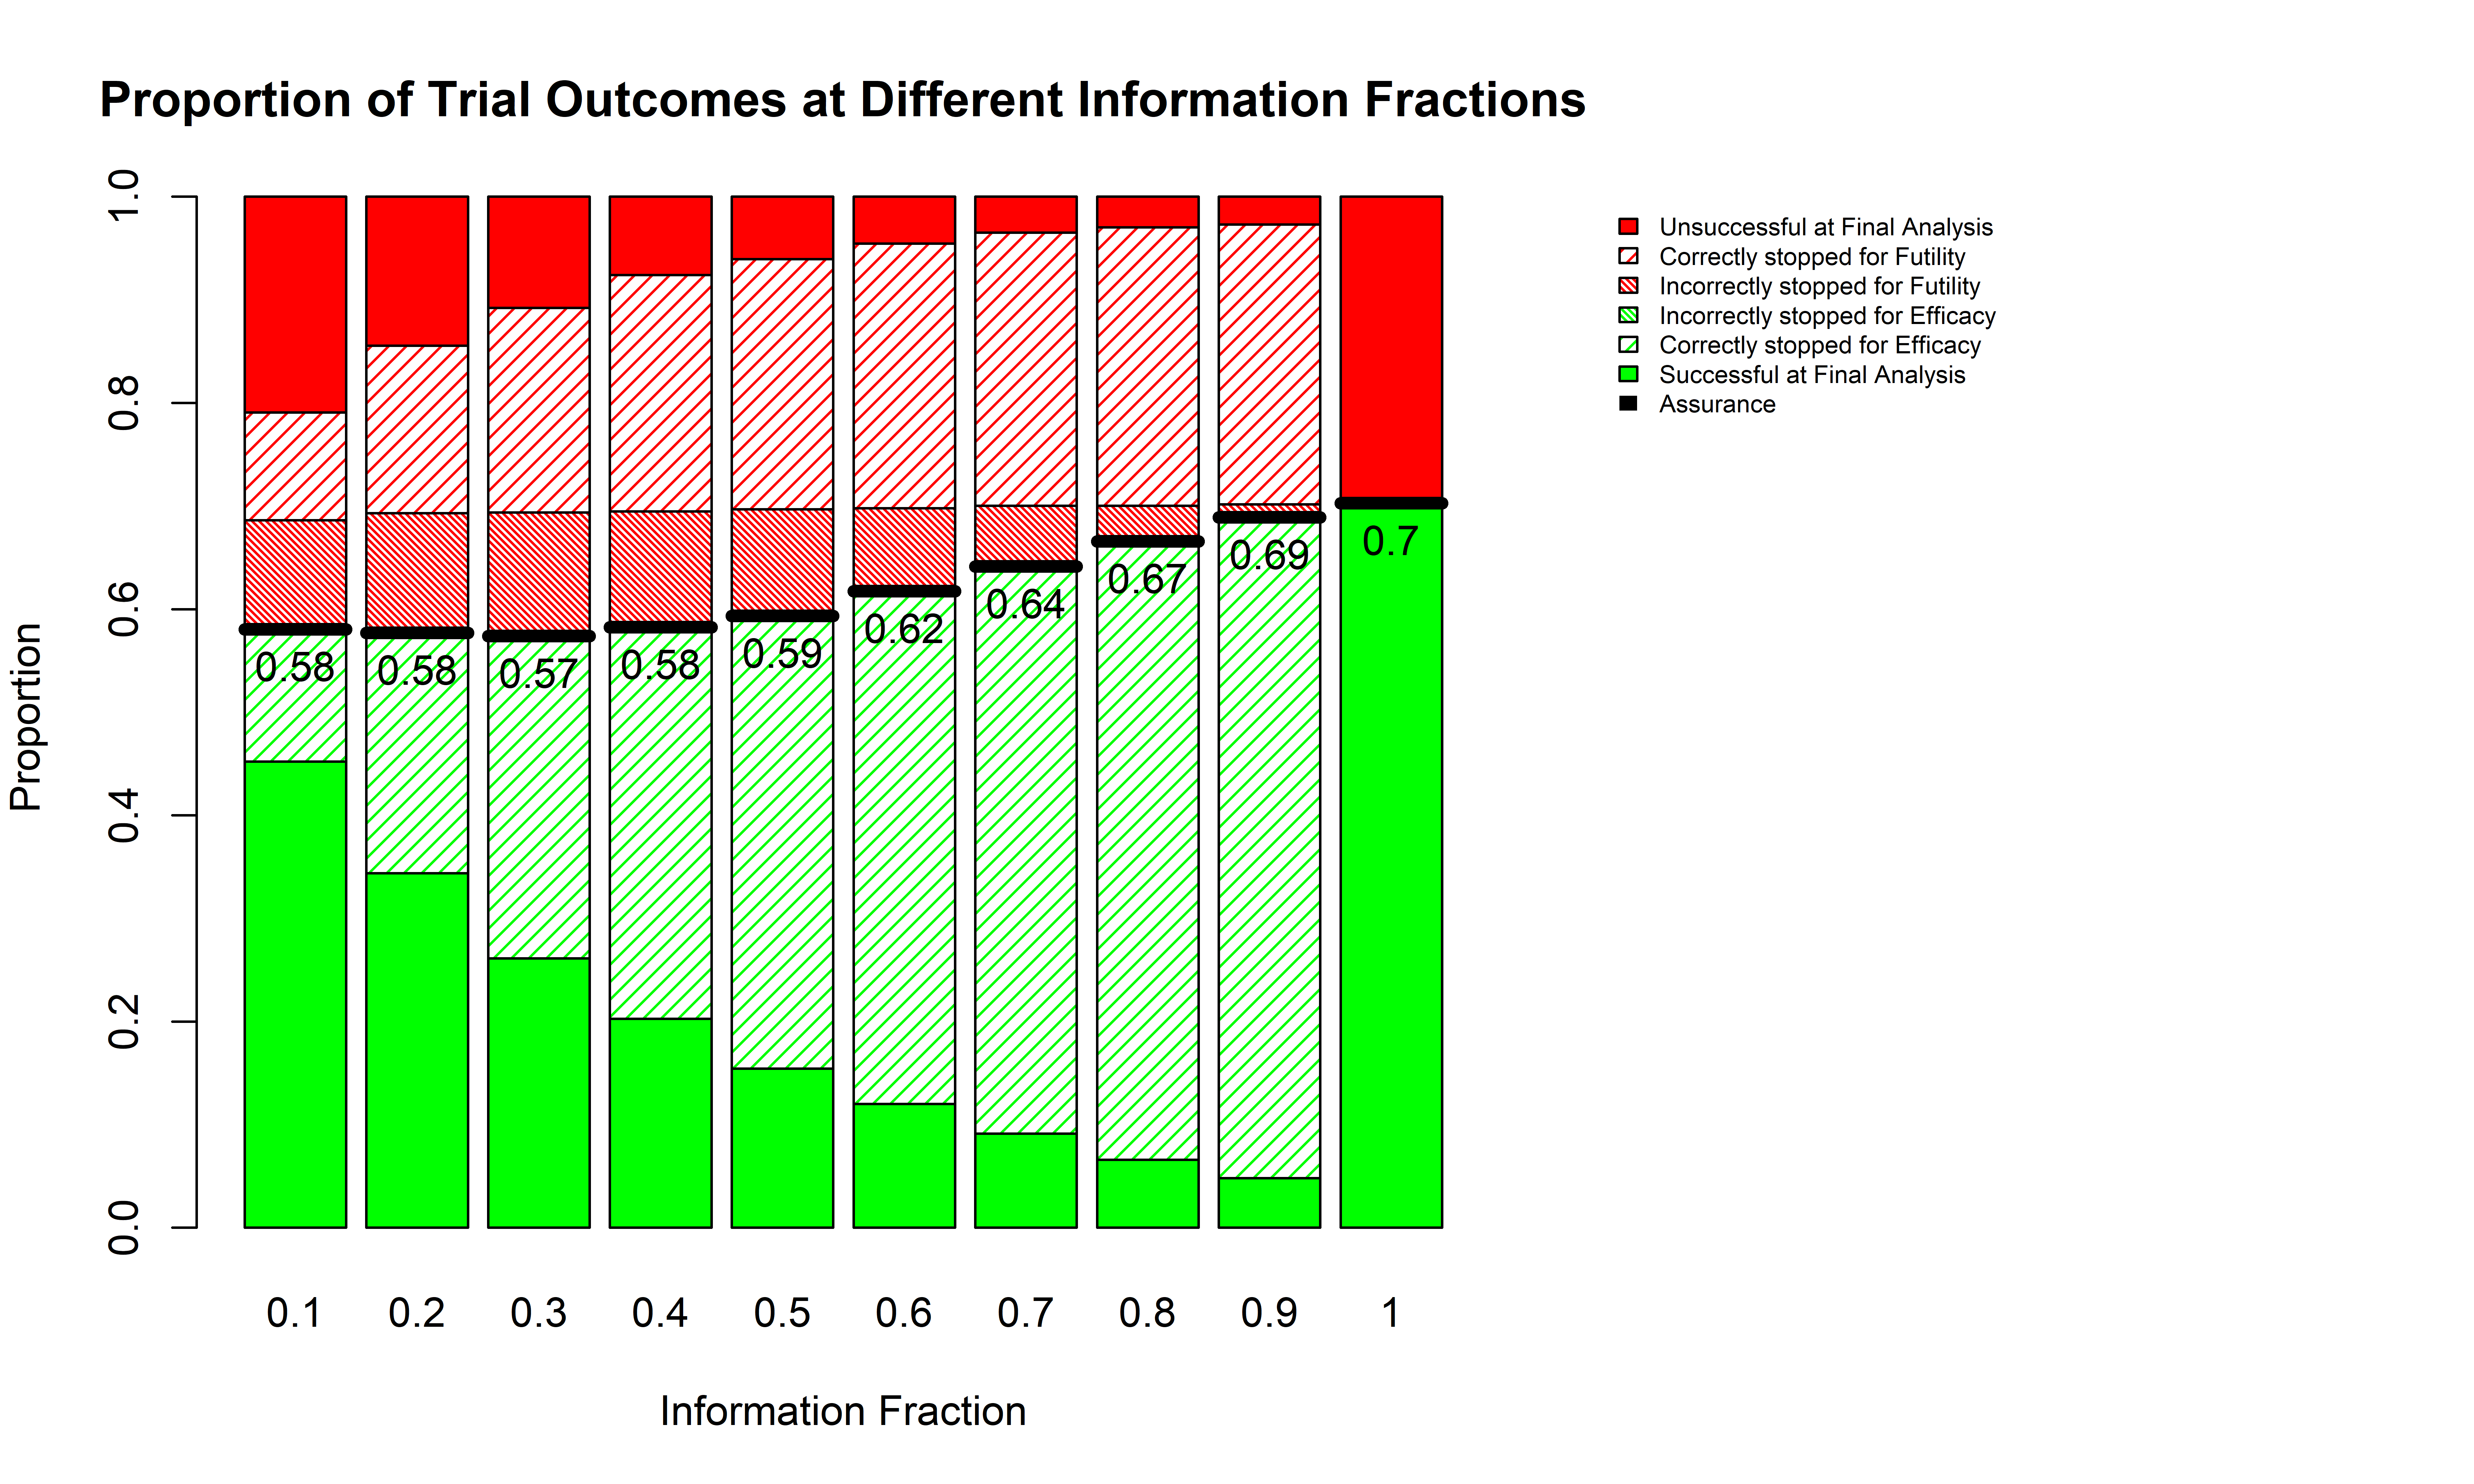 Proportion of Trial Outcomes at Different Information Fractions
1.0
0.8
0.6
0.4
0.2
0.0
Proportion
0.58
0.58
0.57
0.58
0.59
0.62
0.64
0.67
0.69
0.7
0.1
0.2
0.3
0.4
0.5
0.6
0.7
0.8
0.9
1
Information Fraction
Unsuccessful at Final Analysis
Correctly stopped for Futility
Incorrectly stopped for Futility
Incorrectly stopped for Efficacy
Correctly stopped for Efficacy
Successful at Final Analysis
Assurance